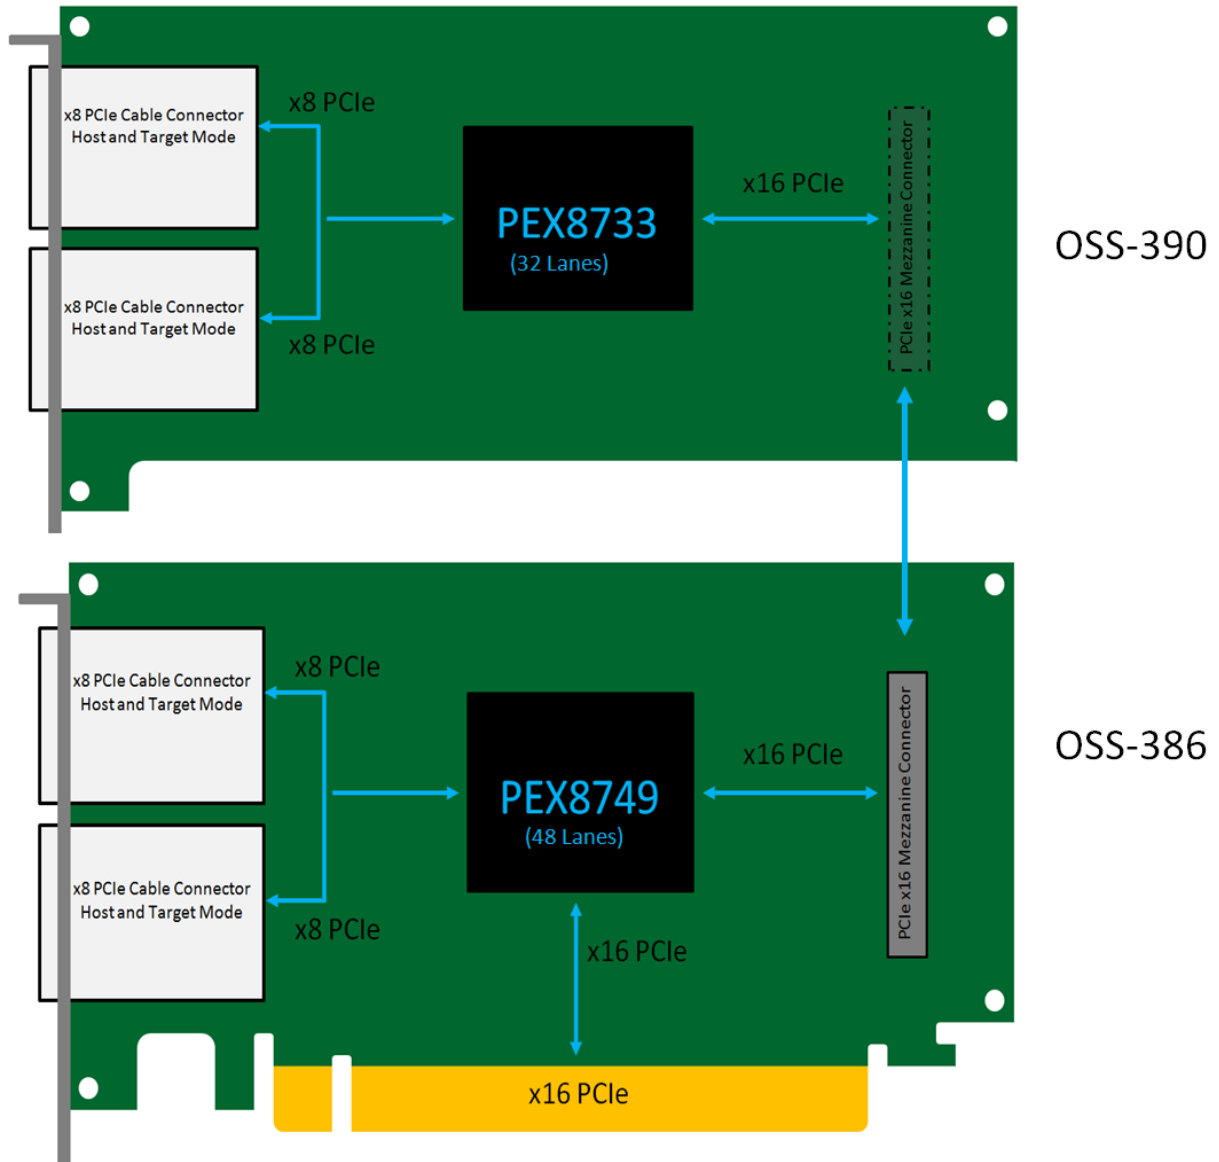 x8 PCIe Cable Connector
Host and Target Mode
x8 PCIe
x8 PCIe Cable Connector
Host and Target Mode
x8 PCIe
PEX8733
(32 Lanes)
x16 PCIe
PCIe x16 Mezzanine Connector
OSS-390
x8 PCIe Cable Connector
Host and Target Mode
x8 PCIe
x8 PCIe Cable Connector
Host and Target Mode
x8 PCIe
PEX8749
(48 Lanes)
x16 PCIe
PCIe x16 Mezzanine Connector
OSS-386
x16 PCIe
x16 PCIe